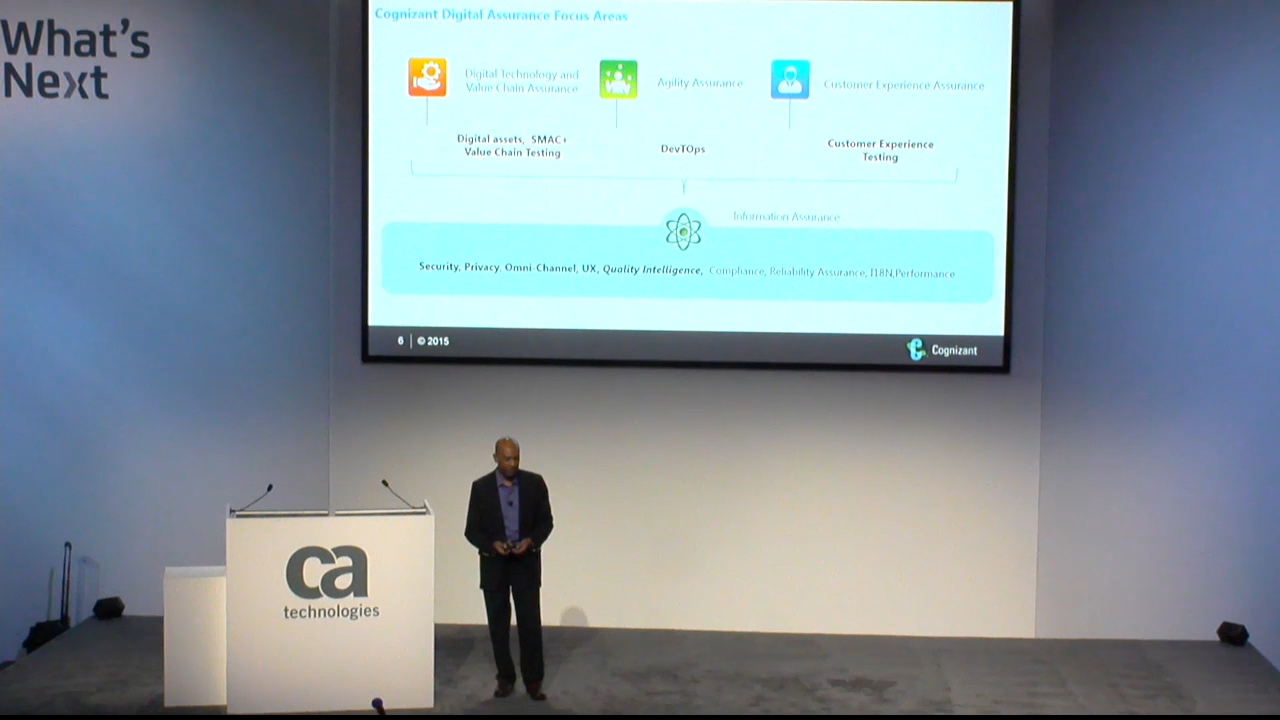 What's
Next
Cognizant Digital Assurance Focus Areas
Digital Technology and
Value Chain Assurance
Agility Assurance
Customer Experience Assurance
Digital assets, SMAC+
Value Chain Testing
DevTOps
Customer Experience
Testing
Information Assurance
Security, Privacy, Omni-Channel, UX, Quality Intelligence, Compliance, Reliability Assurance, I18N,Performance
6 | © 2015
Cognizant
ca
technologies